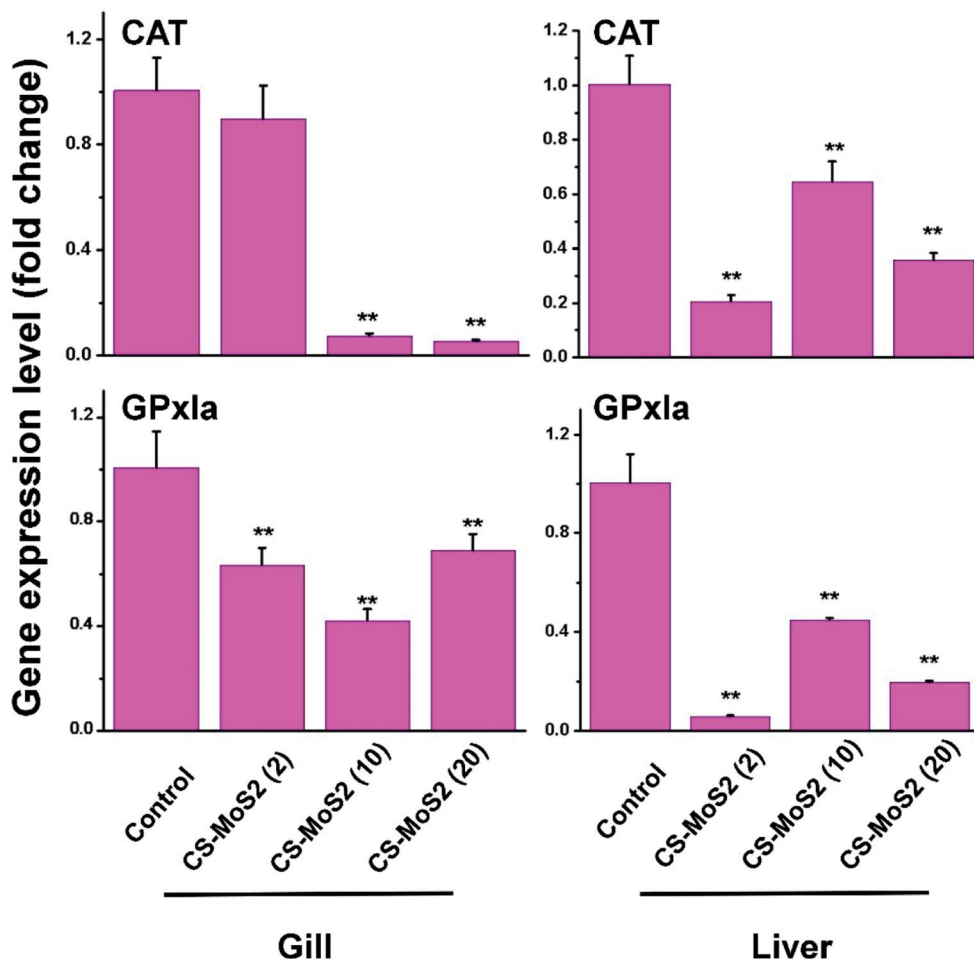 Gene expression level (fold change)
CAT
1.2
0.8
0.4
0.0
**
**
CAT
1.2
1.0
0.8
0.6
0.4
0.2
0.0
**
**
**
GPxIa
1.2
0.8
0.4
0.0
**
**
**
GPxIa
1.2
0.8
0.4
0.0
**
**
**
Control
CS-MoS2 (2)
CS-MoS2 (10)
CS-MoS2 (20)
Control
CS-MoS2 (2)
CS-MoS2 (10)
CS-MoS2 (20)
Gill
Liver